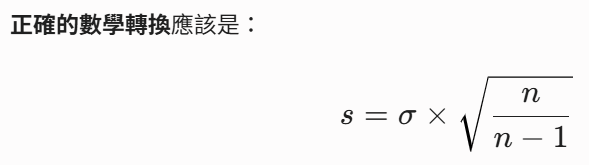 正確的數學轉換應該是：
s = σ × √(n / (n − 1))